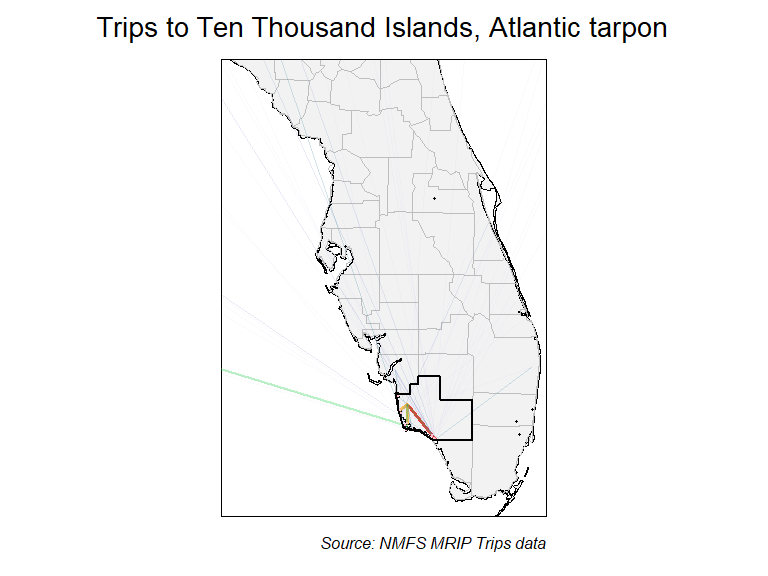 Trips to Ten Thousand Islands, Atlantic tarpon
Source: NMFS MRIP Trips data